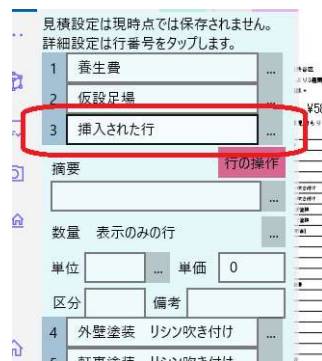 見積設定は現時点では保存されません。
詳細設定は行番号をタップします。
1 養生費 ...
2 仮設足場 ...
3 挿入された行 ...
摘要 行の操作
...
数量 表示のみの行 ...
単位 ... 単価 0
区分 備考
4 外壁塗装 リシン吹き付け ...